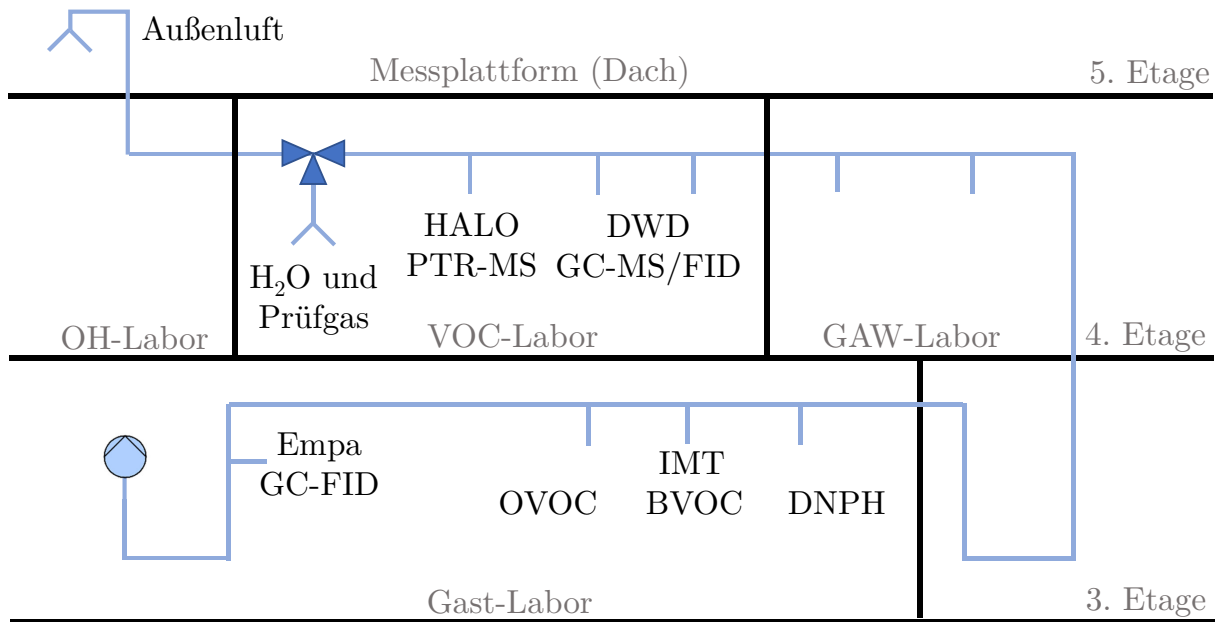 Außenluft
Messplattform (Dach)
5. Etage
HALO
PTR-MS
DWD
GC-MS/FID
H₂O und
Prüfgas
OH-Labor
VOC-Labor
GAW-Labor
4. Etage
Empa
GC-FID
OVOC
IMT
BVOC
DNPH
Gast-Labor
3. Etage